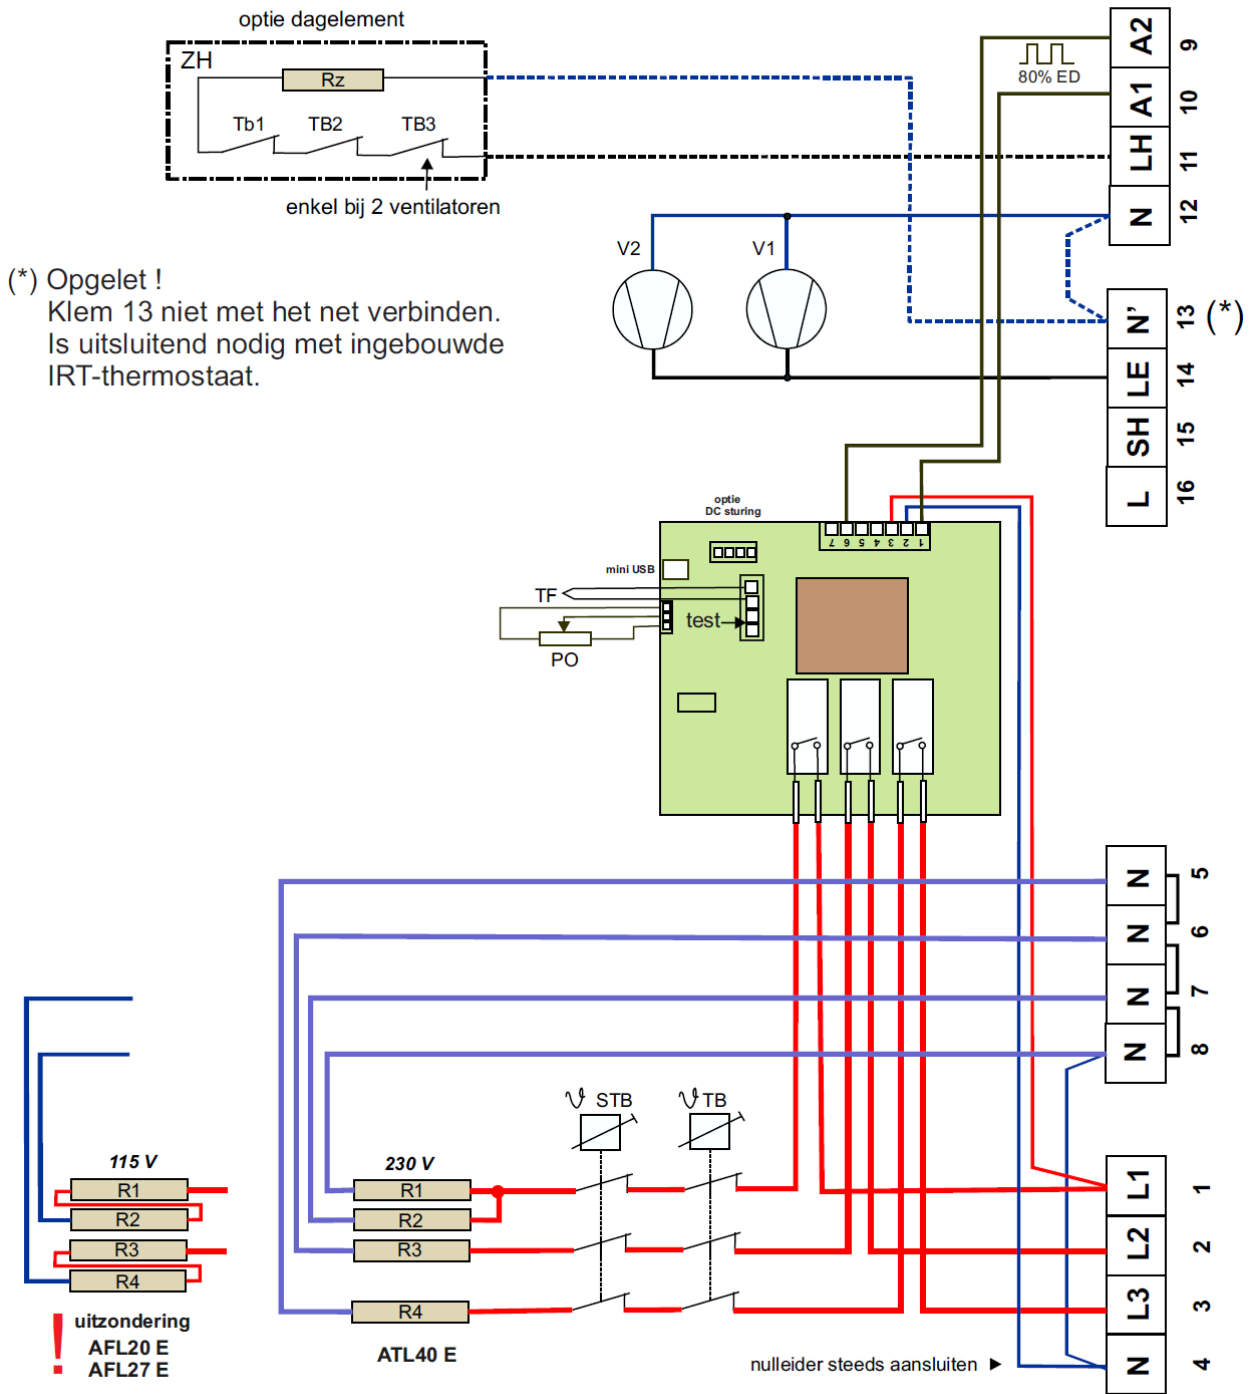 optie dagelement
ZH
Rz
Tb1
TB2
TB3
enkel bij 2 ventilatoren
80% ED
A2
9
A1
10
LH
11
N
12
V2
V1
(*) Opgelet !
Klem 13 niet met het net verbinden.
Is uitsluitend nodig met ingebouwde
IRT-thermostaat.
N'
13
(*)
LE
14
SH
15
L
16
optie
DC sturing
7
6
5
4
3
2
1
mini USB
TF
test
PO
N
5
N
6
N
7
N
8
STB
TB
115 V
R1
R2
R3
R4
230 V
R1
R2
R3
R4
L1
1
L2
2
L3
3
N
4
! uitzondering
AFL20 E
AFL27 E
ATL40 E
nulleider steeds aansluiten